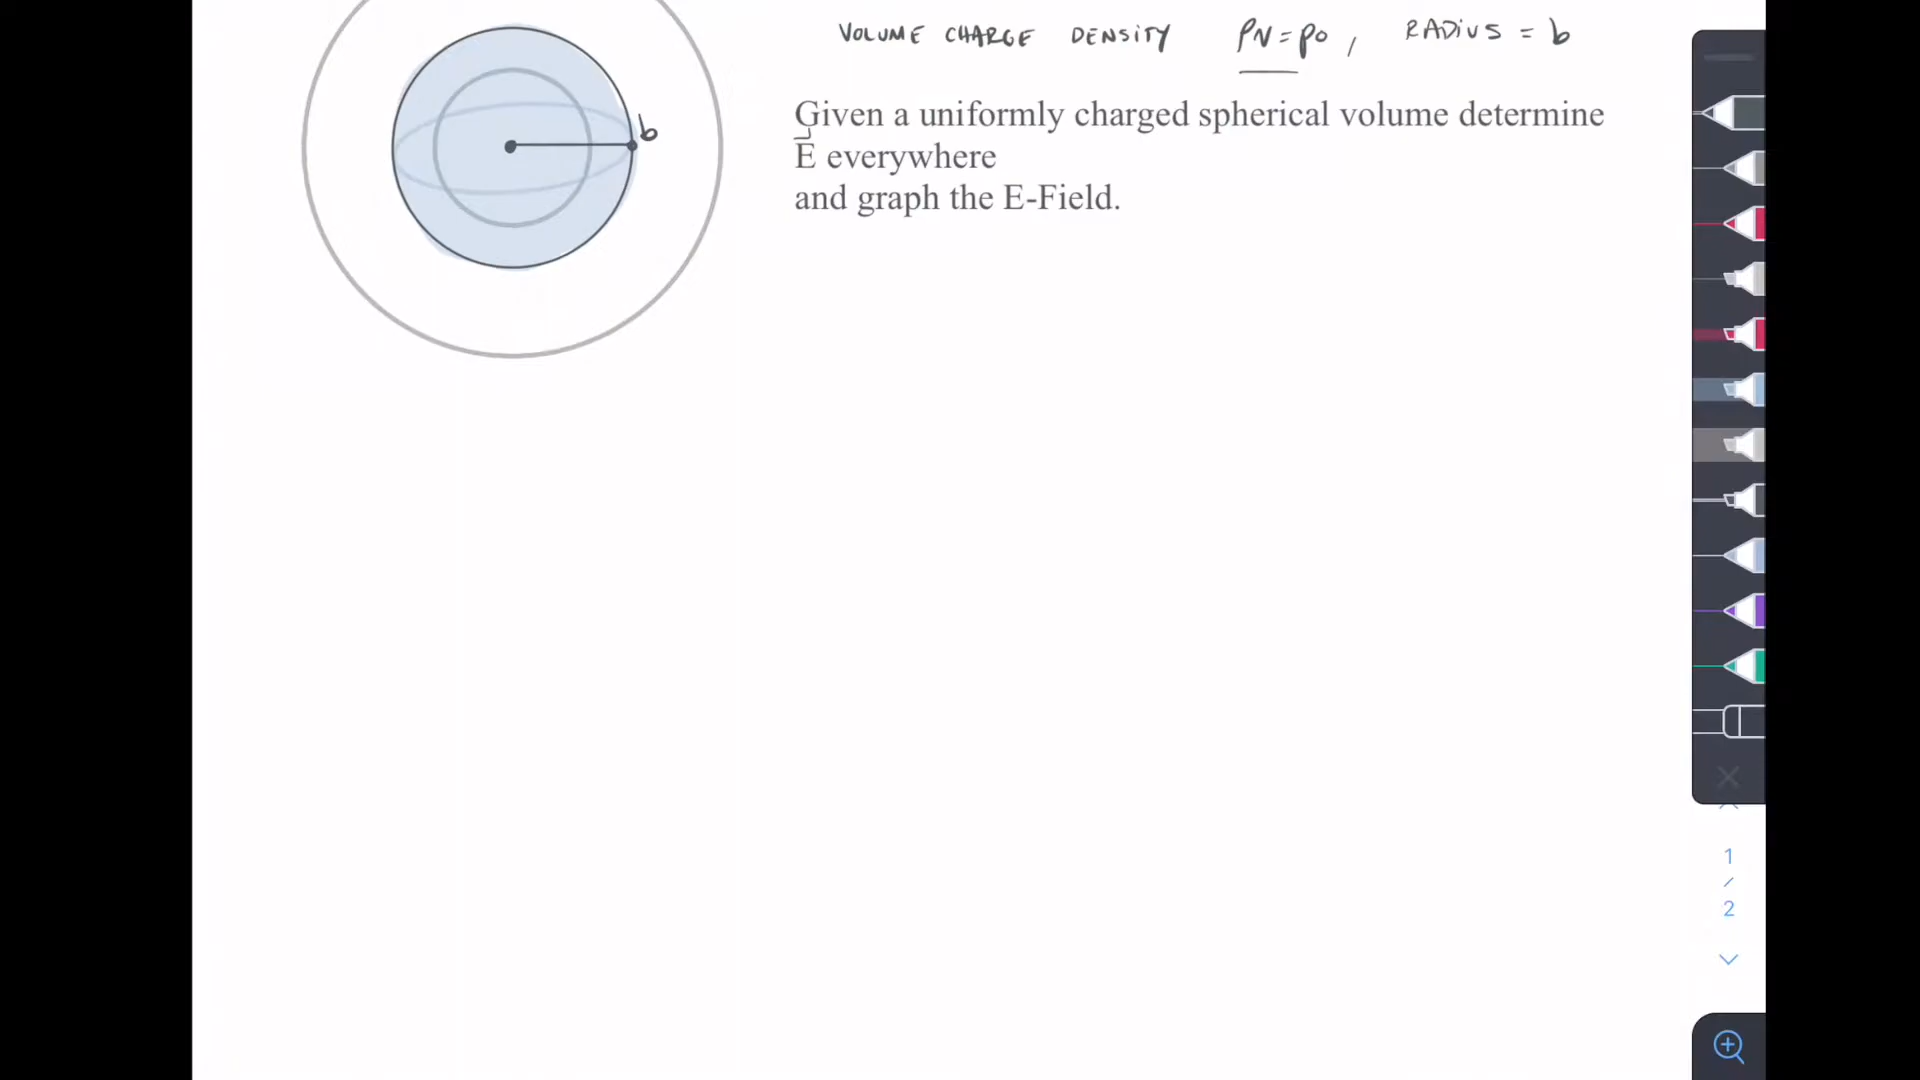 VOLUME CHARGE DENSITY ρv = ρo , RADIUS = b
b
Given a uniformly charged spherical volume determine
E everywhere
and graph the E-Field.
1
/
2